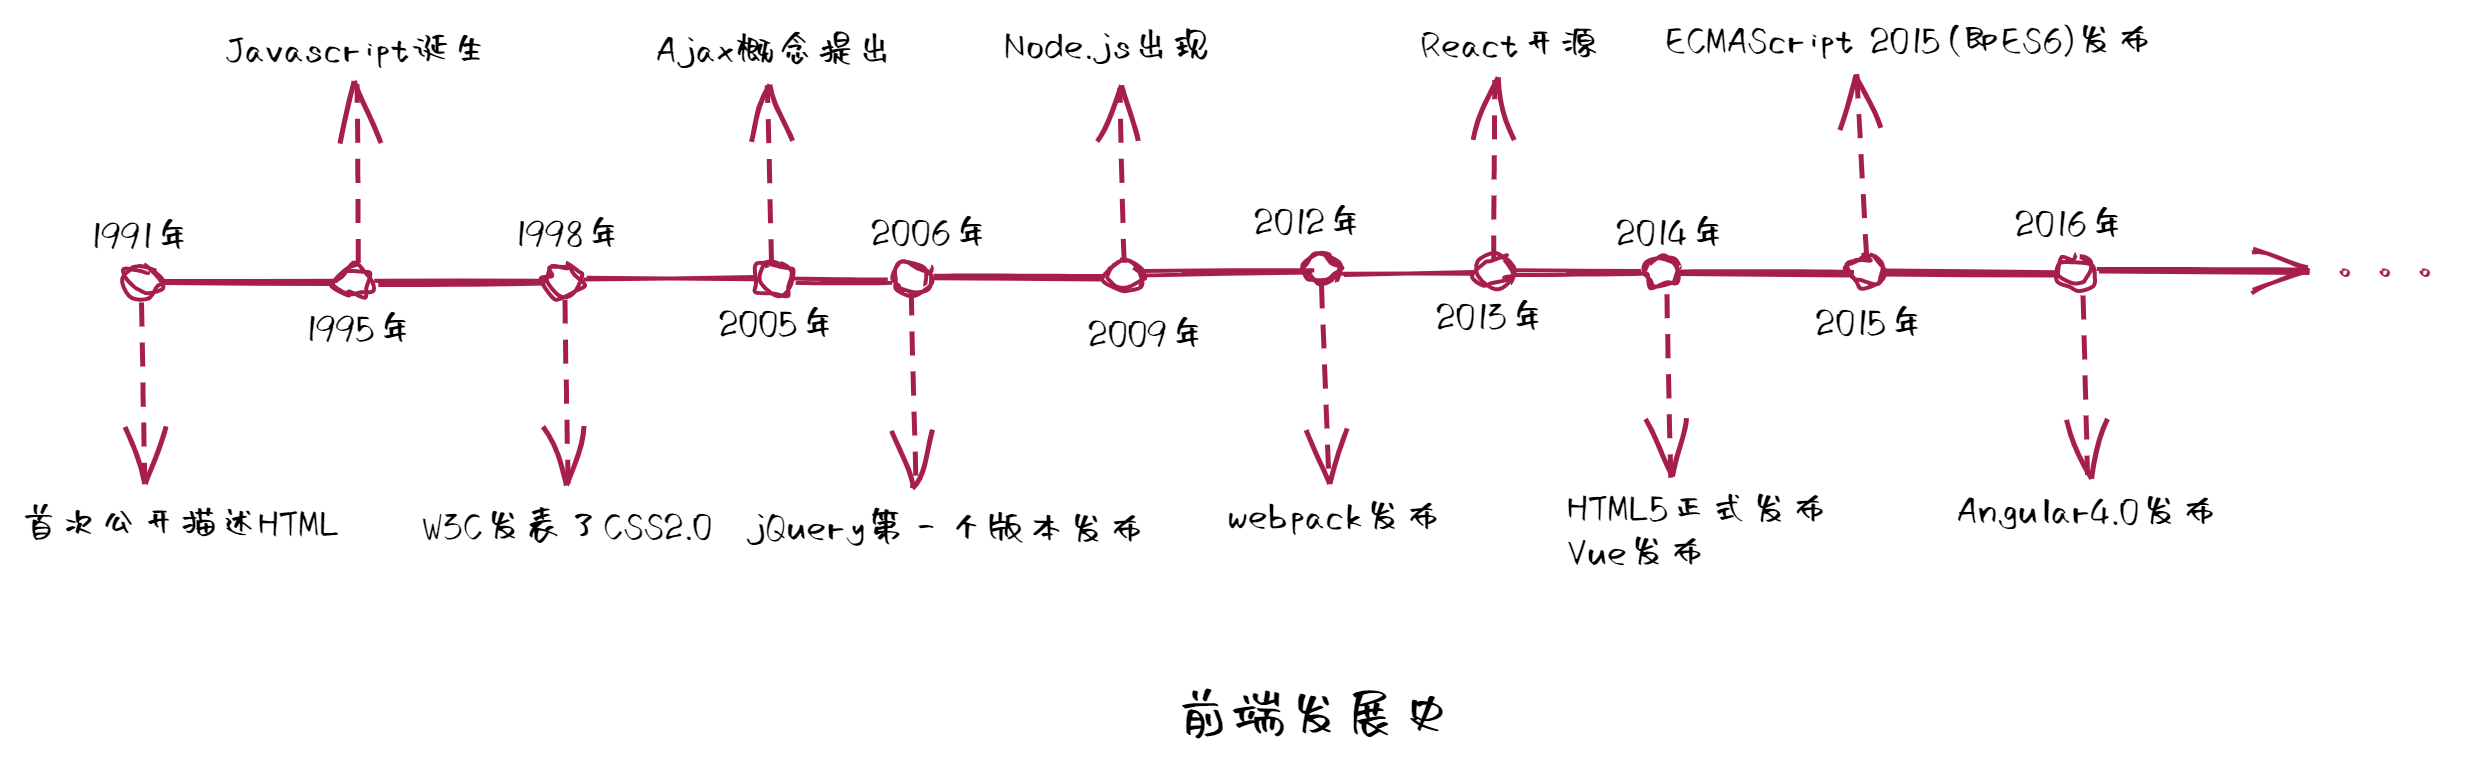 Javascript诞生
Ajax概念提出
Node.js出现
React开源
ECMAScript 2015(即ES6)发布
1991年
1998年
2006年
2012年
2014年
2016年
1995年
2005年
2009年
2013年
2015年
首次公开描述HTML
W3C发表了CSS2.0
jQuery第一个版本发布
webpack发布
HTML5正式发布
Vue发布
Angular4.0发布
前端发展史